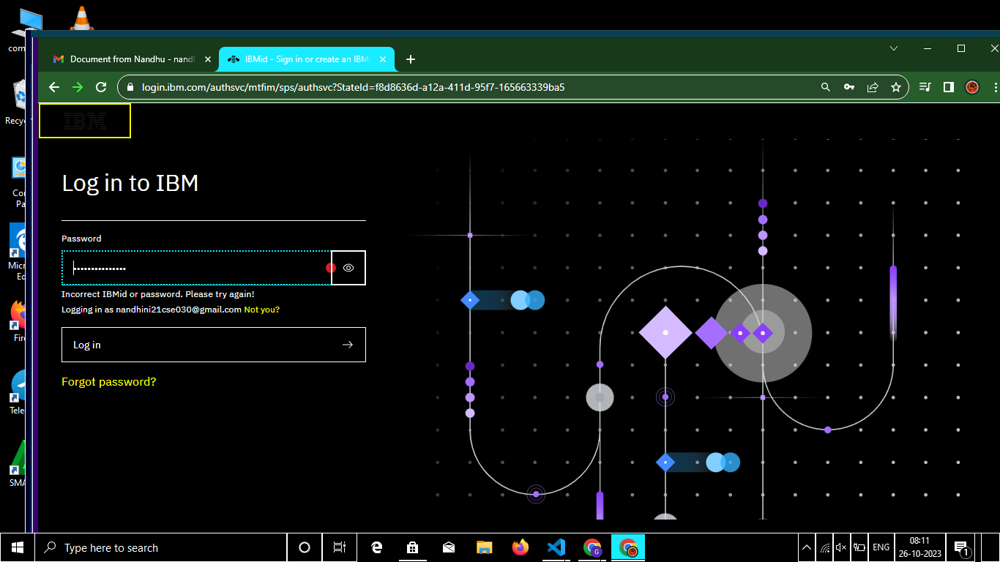 com
Document from Nandhu - nandh
IBMid - Sign in or create an IBM
login.ibm.com/authsvc/mtfim/sps/authsvc?StateId=f8d8636d-a12a-411d-95f7-165663339ba5
Recy
IBM
Log in to IBM
Con
Pa
Password
•••••••••••••••
Micr
Ed
Incorrect IBMid or password. Please try again!
Logging in as nandhini21cse030@gmail.com Not you?
Fire
Log in
Forgot password?
Tele
SMA
Type here to search
G
ENG
08:11
26-10-2023
1